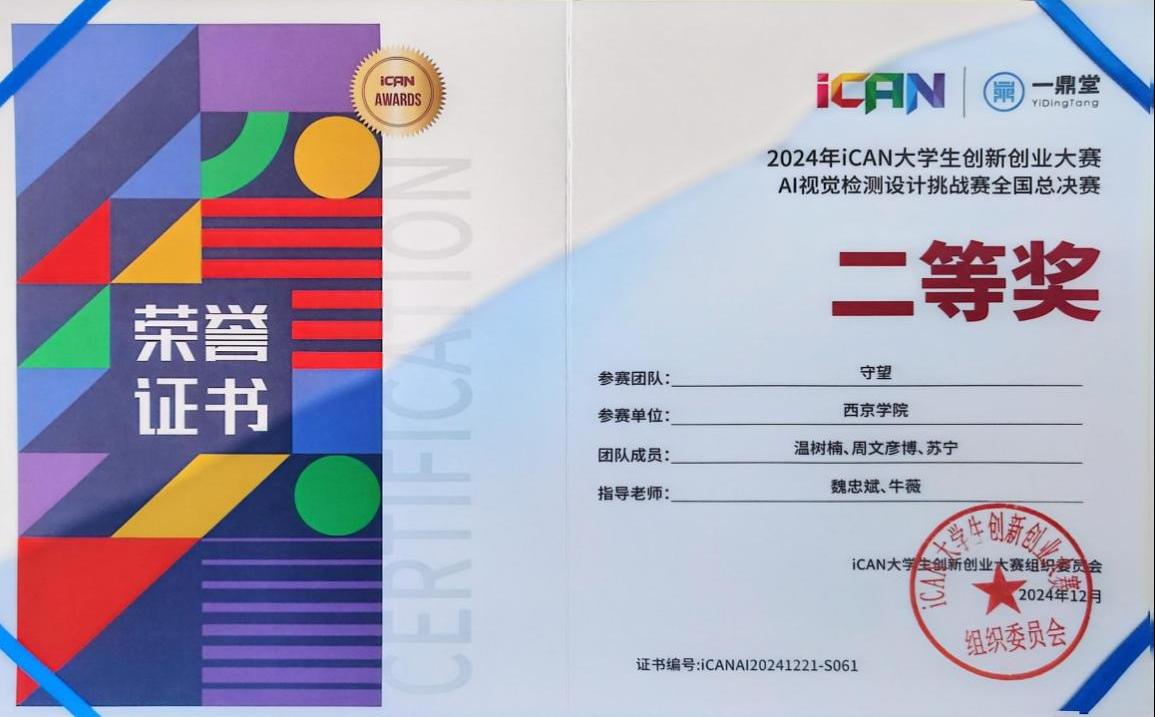 iCAN
AWARDS
荣誉
证书
CERTIFICATION
iCAN
一鼎堂
YiDingTang
2024年iCAN大学生创新创业大赛
AI视觉检测设计挑战赛全国总决赛
二等奖
参赛团队：守望
参赛单位：西京学院
团队成员：温树楠、周文彦博、苏宁
指导老师：魏忠斌、牛薇
iCAN大学生创新创业大赛组织委员会
2024年12月
iCAN大学生创新创业大赛
组织委员会
证书编号:iCANAI20241221-S061